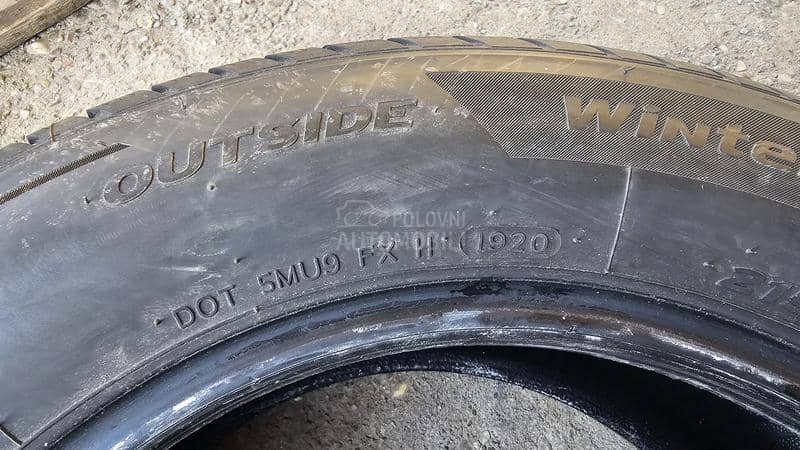 OUTSIDE
Winte
POLOVNI
AUTOMOBILI
DOT 5MU9 FX H 1920